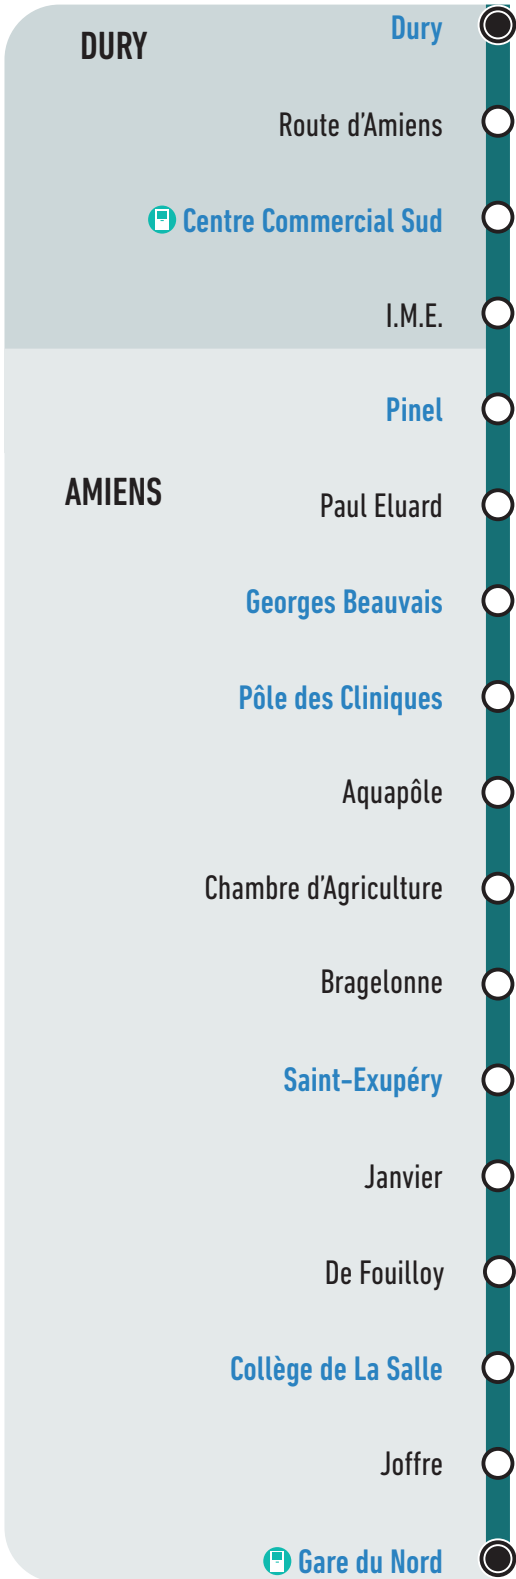 DURY
Dury
Route d'Amiens
Centre Commercial Sud
I.M.E.
Pinel
AMIENS
Paul Eluard
Georges Beauvais
Pôle des Cliniques
Aquapôle
Chambre d'Agriculture
Bragelonne
Saint-Exupéry
Janvier
De Fouilloy
Collège de La Salle
Joffre
Gare du Nord